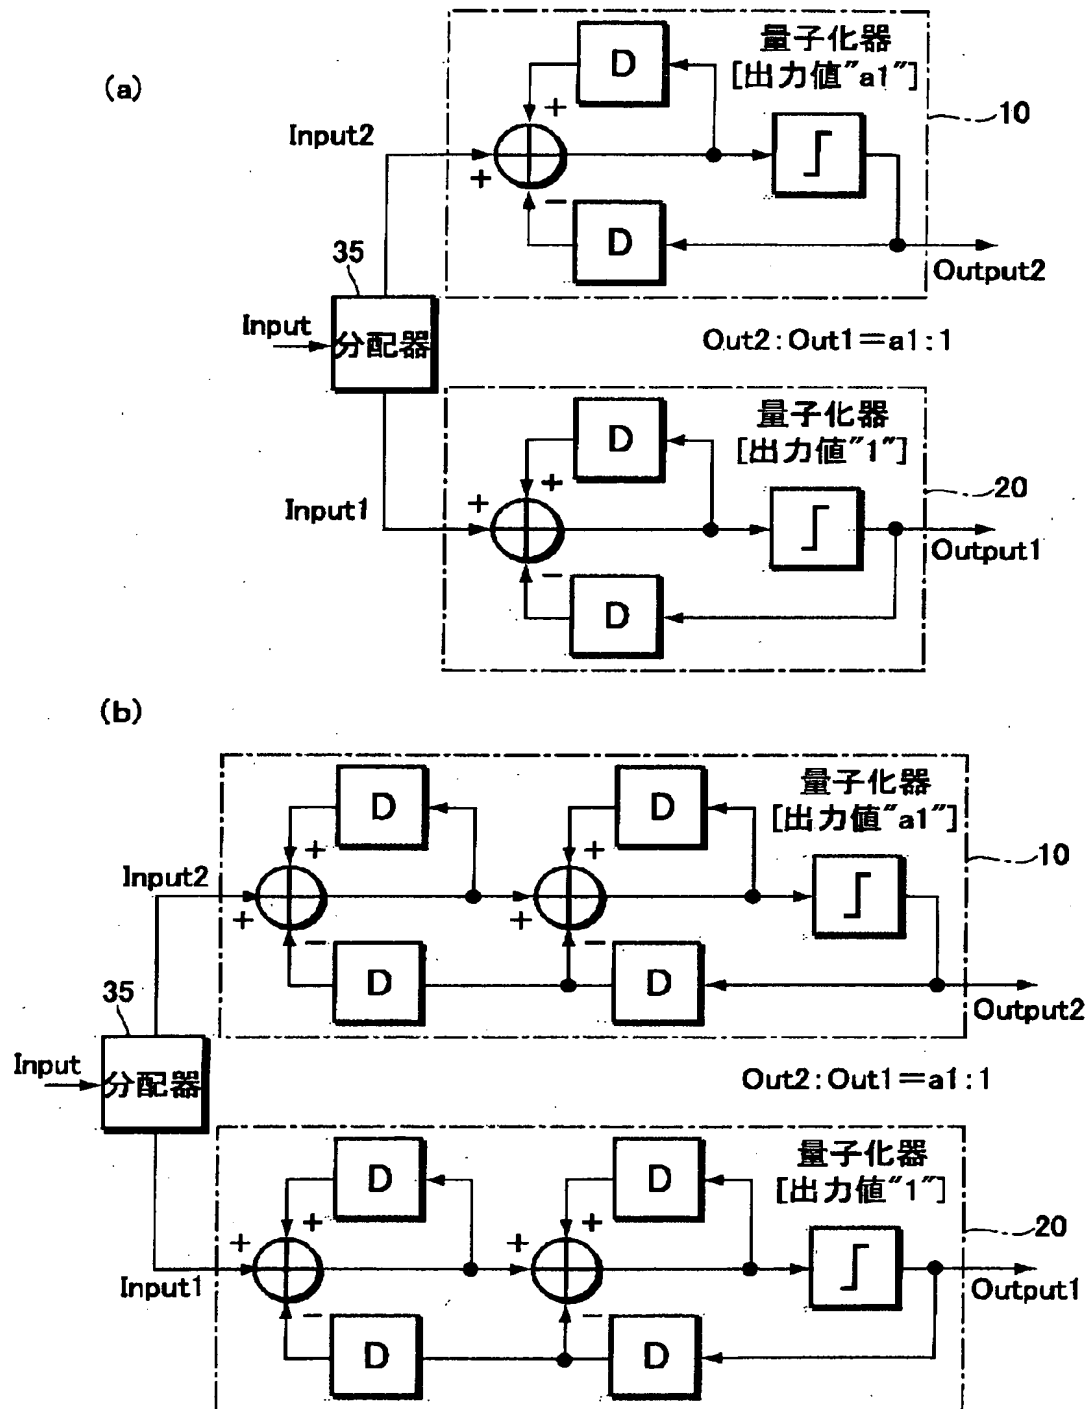 (a)
量子化器
[出力値"a1"]
10
D
+
Input2
+
-
D
Output2
35
Input
分配器
Out2:Out1=a1:1
量子化器
[出力値"1"]
20
D
+
+
Input1
-
D
Output1
(b)
量子化器
[出力値"a1"]
10
D
D
+
+
Input2
+
+
-
-
D
D
Output2
35
Input
分配器
Out2:Out1=a1:1
量子化器
[出力値"1"]
20
D
D
+
+
+
+
Input1
-
-
D
D
Output1